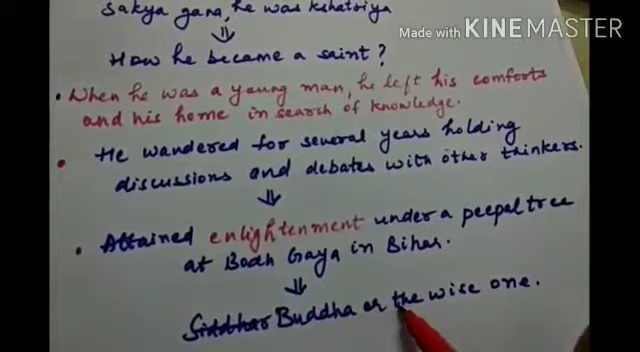 sakya gana, he was kshatriya
Made with KINEMASTER
⇓
How he became a saint?
• When he was a young man, he left his comforts
and his home in search of knowledge.
• He wandered for several years holding
discussions and debates with other thinkers.
⇓
• Attained enlightenment under a peepal tree
at Bodh Gaya in Bihar.
⇓
Buddha or the wise one.